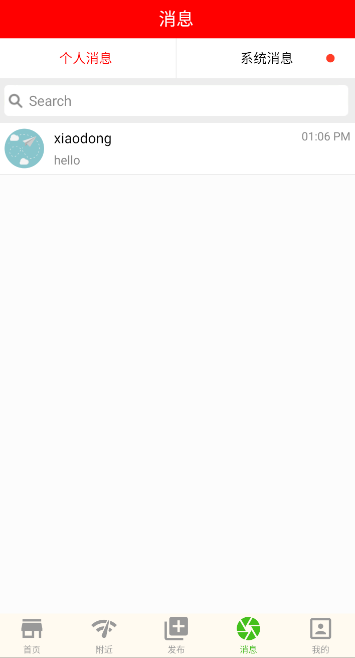 消息
个人消息
系统消息
Search
xiaodong
01:06 PM
hello
首页
附近
发布
消息
我的